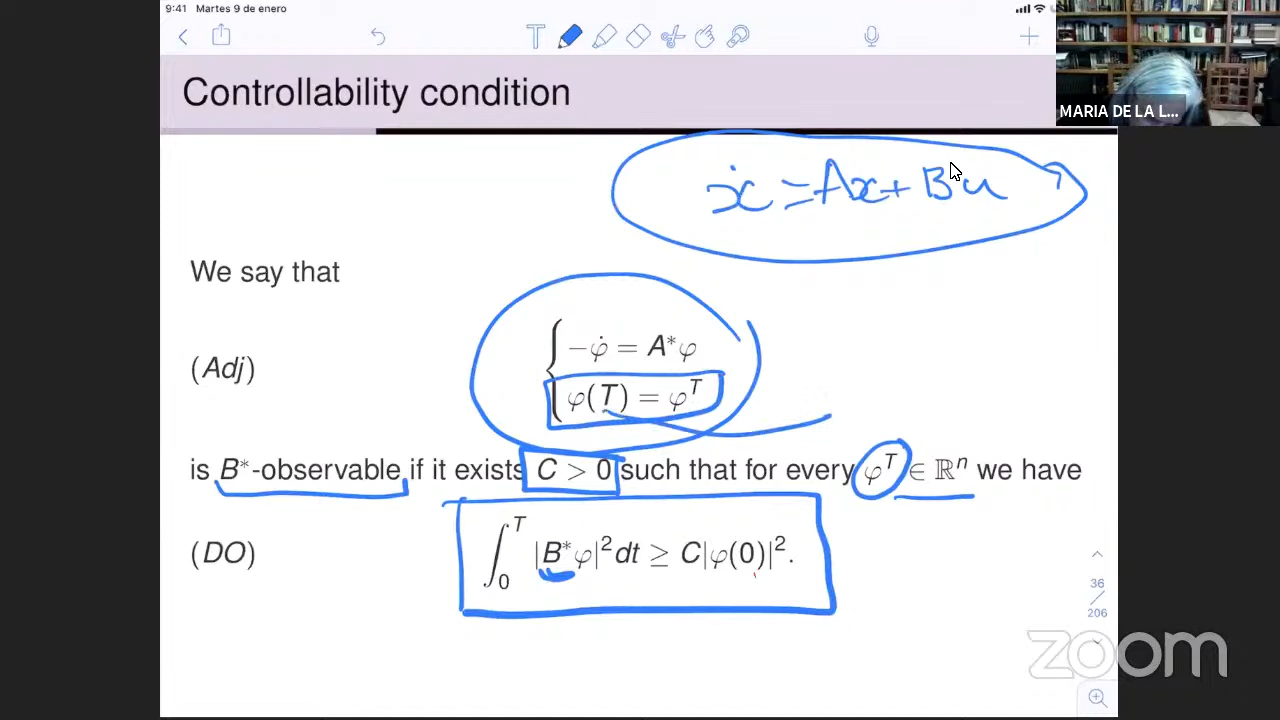 9:41 Martes 9 de enero
Controllability condition
MARIA DE LA L...
ẋ = Ax + Bu
We say that
(Adj)
−φ̇ = A*φ
φ(T) = φ^T
is B*-observable if it exists C > 0 such that for every φ^T ∈ ℝ^n we have
(DO)
∫_0^T |B*φ|^2 dt ≥ C|φ(0)|^2.
36
206
zoom